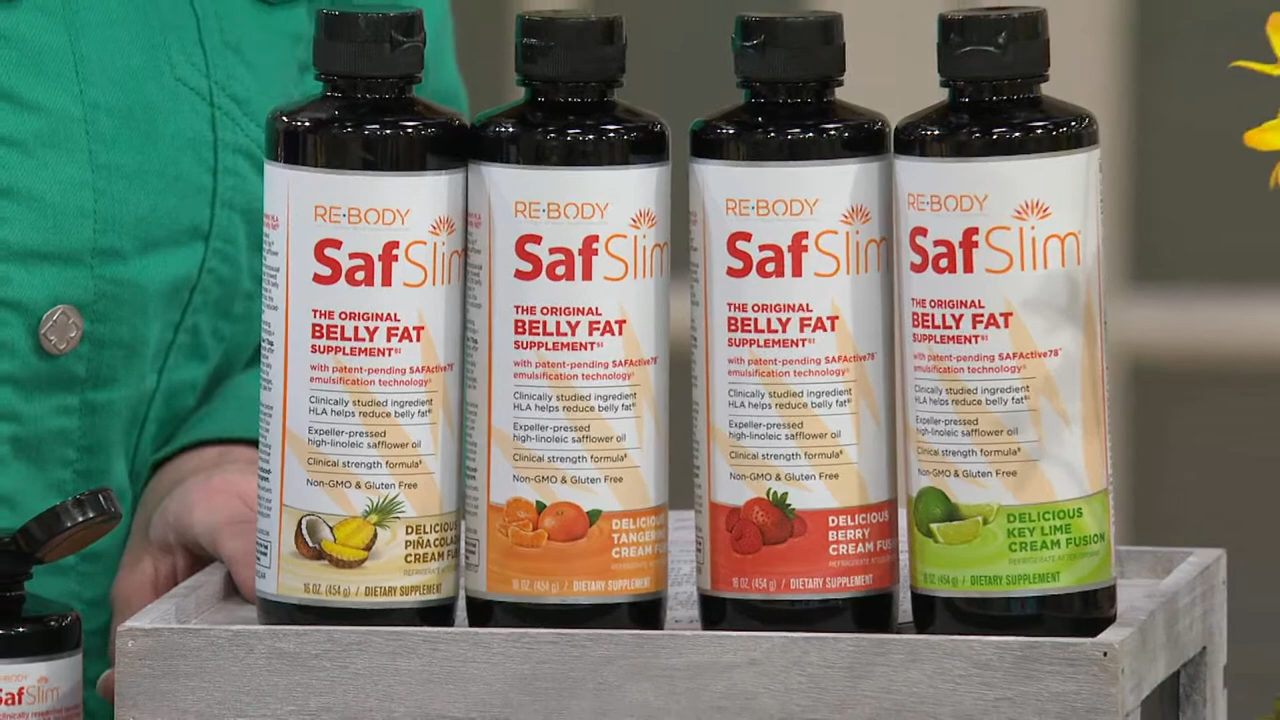 RE•BODY
SafSlim
THE ORIGINAL
BELLY FAT
SUPPLEMENT
with patent-pending SAFActive78
emulsification technology
Clinically studied ingredient
HLA helps reduce belly fat
Expeller-pressed
high-linoleic safflower oil
Clinical strength formula
Non-GMO & Gluten Free
DELICIOUS
PIÑA COLADA
CREAM FU
16 OZ. (454 g) / DIETARY SUPPLEMENT
RE•BODY
SafSlim
THE ORIGINAL
BELLY FAT
SUPPLEMENT
with patent-pending SAFActive78
emulsification technology
Clinically studied ingredient
HLA helps reduce belly fat
Expeller-pressed
high-linoleic safflower oil
Clinical strength formula
Non-GMO & Gluten Free
DELICIOUS
TANGERIN
CREAM FU
16 OZ. (454 g) / DIETARY SUPPLEMENT
RE•BODY
SafSlim
THE ORIGINAL
BELLY FAT
SUPPLEMENT
with patent-pending SAFActive78
emulsification technology
Clinically studied ingredient
HLA helps reduce belly fat
Expeller-pressed
high-linoleic safflower oil
Clinical strength formula
Non-GMO & Gluten Free
DELICIOUS
BERRY
CREAM FUS
16 OZ. (454 g) / DIETARY SUPPLEMENT
RE•BODY
SafSlim
THE ORIGINAL
BELLY FAT
SUPPLEMENT
with patent-pending SAFActive78
emulsification technology
Clinically studied ingredient
HLA helps reduce belly fat
Expeller-pressed
high-linoleic safflower oil
Clinical strength formula
Non-GMO & Gluten Free
DELICIOUS
KEY LIME
CREAM FUSION
REFRIGERATE AFTER OPENING
16 OZ. (454 g) / DIETARY SUPPLEMENT
RE•BODY
SafSlim